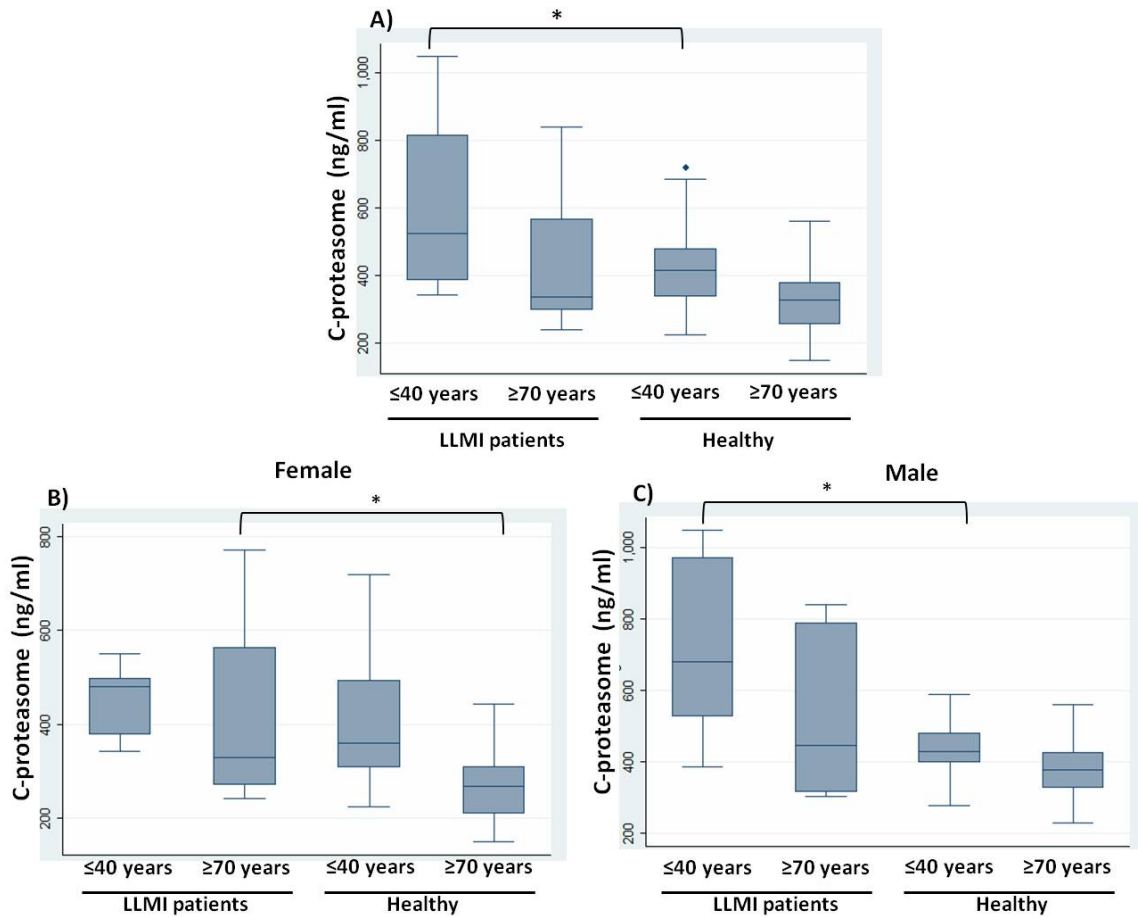 A)
*
C-proteasome (ng/ml)
1,000
800
600
400
200
≤40 years ≥70 years ≤40 years ≥70 years
LLMI patients Healthy
Female
B)
*
C-proteasome (ng/ml)
800
600
400
200
≤40 years ≥70 years ≤40 years ≥70 years
LLMI patients Healthy
Male
C)
*
C-proteasome (ng/ml)
1,000
800
600
400
200
≤40 years ≥70 years ≤40 years ≥70 years
LLMI patients Healthy